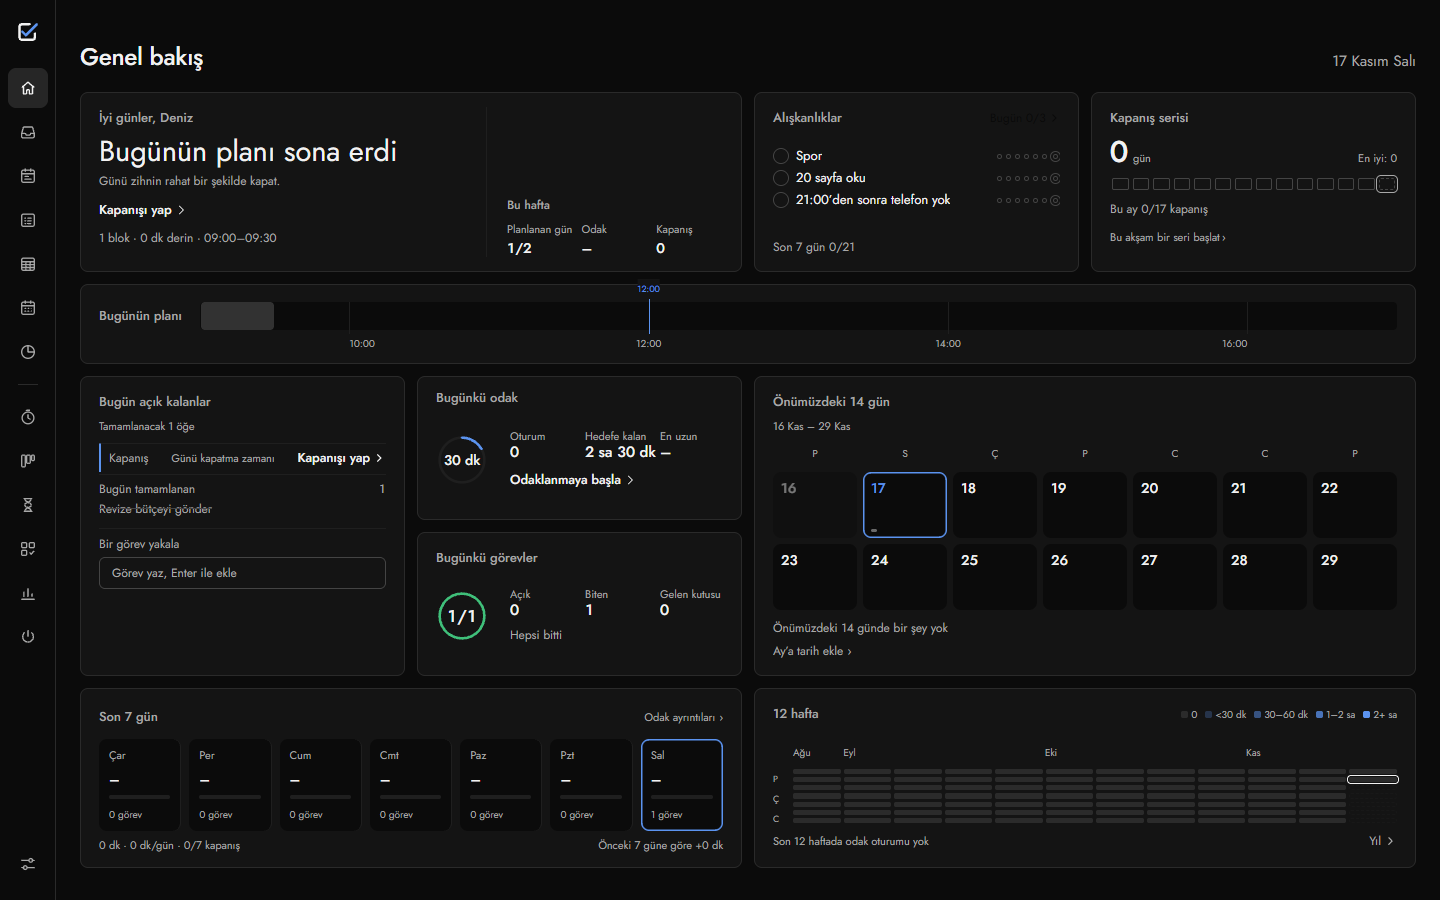 Genel bakış
17 Kasım Salı
İyi günler, Deniz
Bugünün planı sona erdi
Günü zihnin rahat bir şekilde kapat.
Kapanışı yap
1 blok · 0 dk derin · 09:00–09:30
Bu hafta
Planlanan gün Odak Kapanış
1/2 – 0
Alışkanlıklar
Bugün 0/3 ›
Spor
20 sayfa oku
21:00'den sonra telefon yok
Son 7 gün 0/21
Kapanış serisi
0 gün
En iyi: 0
Bu ay 0/17 kapanış
Bu akşam bir seri başlat ›
12:00
Bugünün planı
10:00 12:00 14:00 16:00
Bugün açık kalanlar
Tamamlanacak 1 öğe
Kapanış Günü kapatma zamanı Kapanışı yap
Bugün tamamlanan 1
Revize bütçeyi gönder
Bir görev yakala
Görev yaz, Enter ile ekle
Bugünkü odak
30 dk
Oturum Hedefe kalan En uzun
0 2 sa 30 dk –
Odaklanmaya başla
Bugünkü görevler
1/1
Açık Biten Gelen kutusu
0 1 0
Hepsi bitti
Önümüzdeki 14 gün
16 Kas – 29 Kas
P S Ç P C C P
16 17 18 19 20 21 22
23 24 25 26 27 28 29
Önümüzdeki 14 günde bir şey yok
Ay'a tarih ekle ›
Son 7 gün
Odak ayrıntıları ›
Çar Per Cum Cmt Paz Pzt Sal
– – – – – – –
0 görev 0 görev 0 görev 0 görev 0 görev 0 görev 1 görev
0 dk · 0 dk/gün · 0/7 kapanış
Önceki 7 güne göre +0 dk
12 hafta
0 <30 dk 30–60 dk 1–2 sa 2+ sa
Ağu Eyl Eki Kas
P
Ç
C
Son 12 haftada odak oturumu yok
Yıl